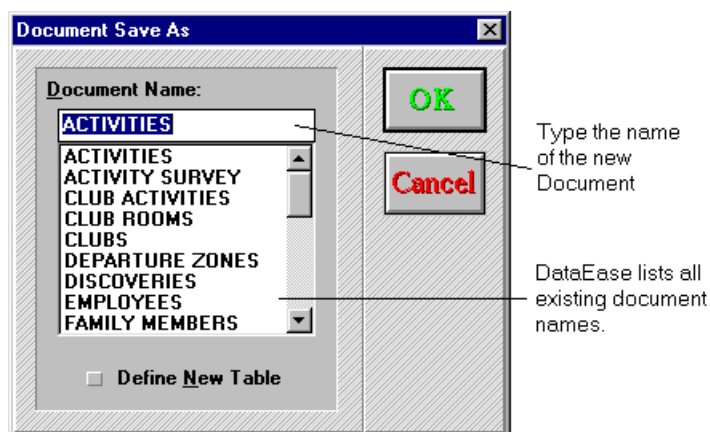 Document Save As
Document Name:
ACTIVITIES
ACTIVITIES
ACTIVITY SURVEY
CLUB ACTIVITIES
CLUB ROOMS
CLUBS
DEPARTURE ZONES
DISCOVERIES
EMPLOYEES
FAMILY MEMBERS
Define New Table
OK
Cancel
Type the name
of the new
Document
DataEase lists all
existing document
names.